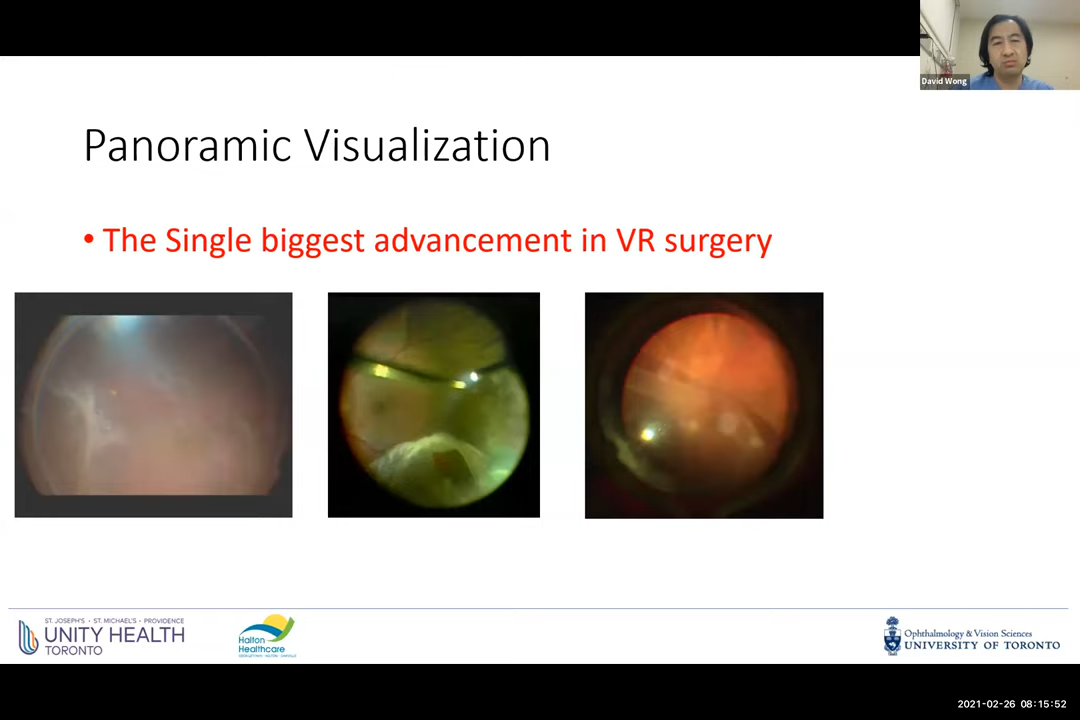 David Wong
Panoramic Visualization
• The Single biggest advancement in VR surgery
ST. JOSEPH'S • ST. MICHAEL'S • PROVIDENCE
UNITY HEALTH
TORONTO
Halton
Healthcare
Ophthalmology & Vision Sciences
UNIVERSITY OF TORONTO
2021-02-26 08:15:52